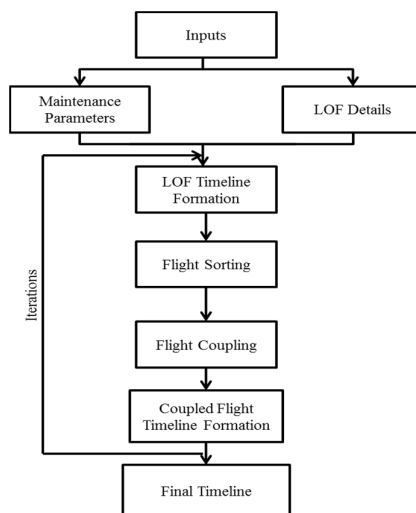 Inputs
Maintenance
Parameters
LOF Details
LOF Timeline
Formation
Flight Sorting
Iterations
Flight Coupling
Coupled Flight
Timeline Formation
Final Timeline